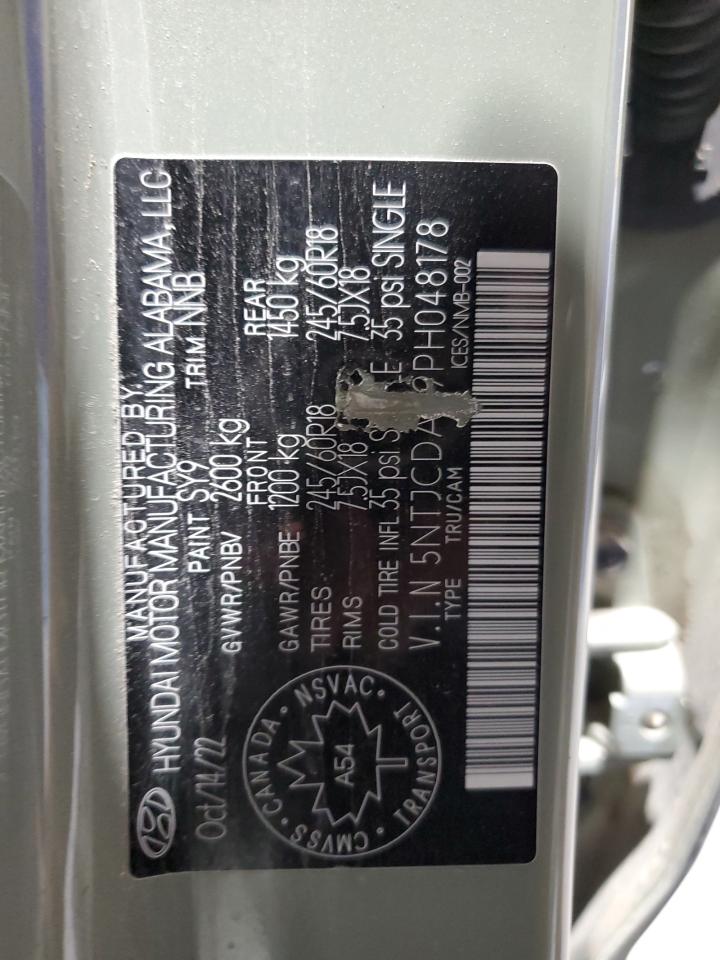 MANUFACTURED BY:
HYUNDAI MOTOR MANUFACTURING ALABAMA, LLC
Oct/14/22 PAINT SY9 TRIM NNB
GVWR/PNBV 2600 kg
FRONT REAR
GAWR/PNBE 1200 kg 1450 kg
TIRES 245/60R18 245/60R18
RIMS 7.5JX18 7.5JX18
COLD TIRE INFL. 35 psi 35 psi SINGLE
V.I.N 5NTJCDA PH048178
TYPE TRU/CAM ICES/NMB-002
CANADA • NSVAC • TRANSPORT • CMVSS •
A54